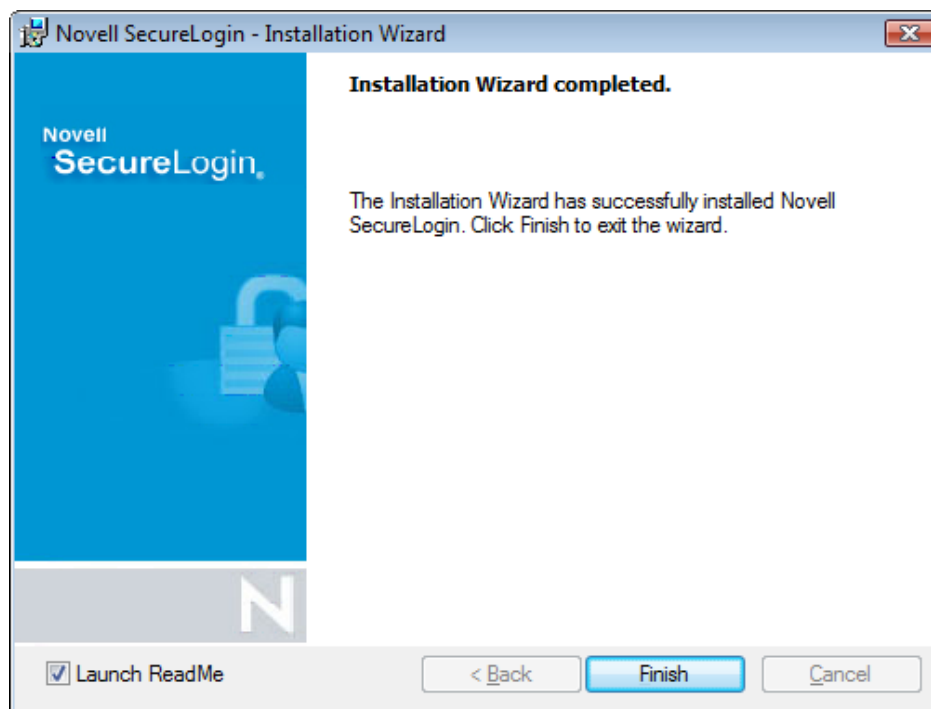 Novell SecureLogin - Installation Wizard
Novell
SecureLogin®
Installation Wizard completed.
The Installation Wizard has successfully installed Novell
SecureLogin. Click Finish to exit the wizard.
N
Launch ReadMe
< Back
Finish
Cancel